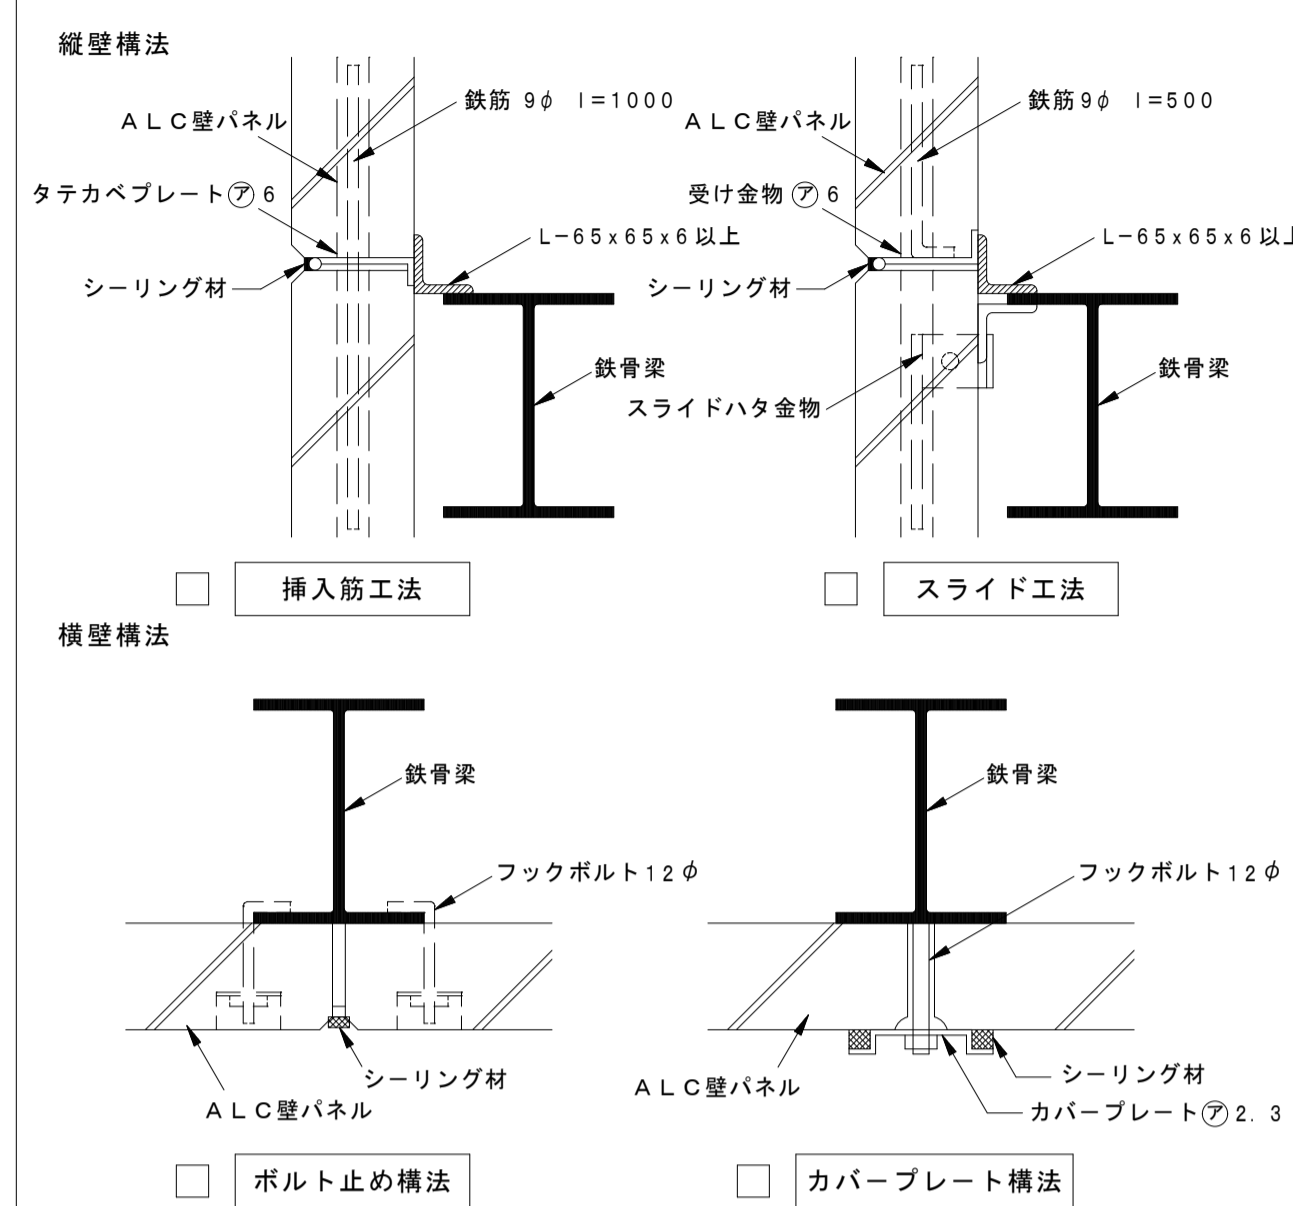 縦壁構法
鉄筋 9φ l=1000
ALC壁パネル
タテカベプレート㋐6
L-65x65x6以上
シーリング材
鉄骨梁
挿入筋工法
鉄筋9φ l=500
ALC壁パネル
受け金物㋐6
L-65x65x6以上
シーリング材
鉄骨梁
スライドハタ金物
スライド工法
横壁構法
鉄骨梁
フックボルト12φ
シーリング材
ALC壁パネル
ボルト止め構法
鉄骨梁
フックボルト12φ
ALC壁パネル
シーリング材
カバープレート㋐2.3
カバープレート構法